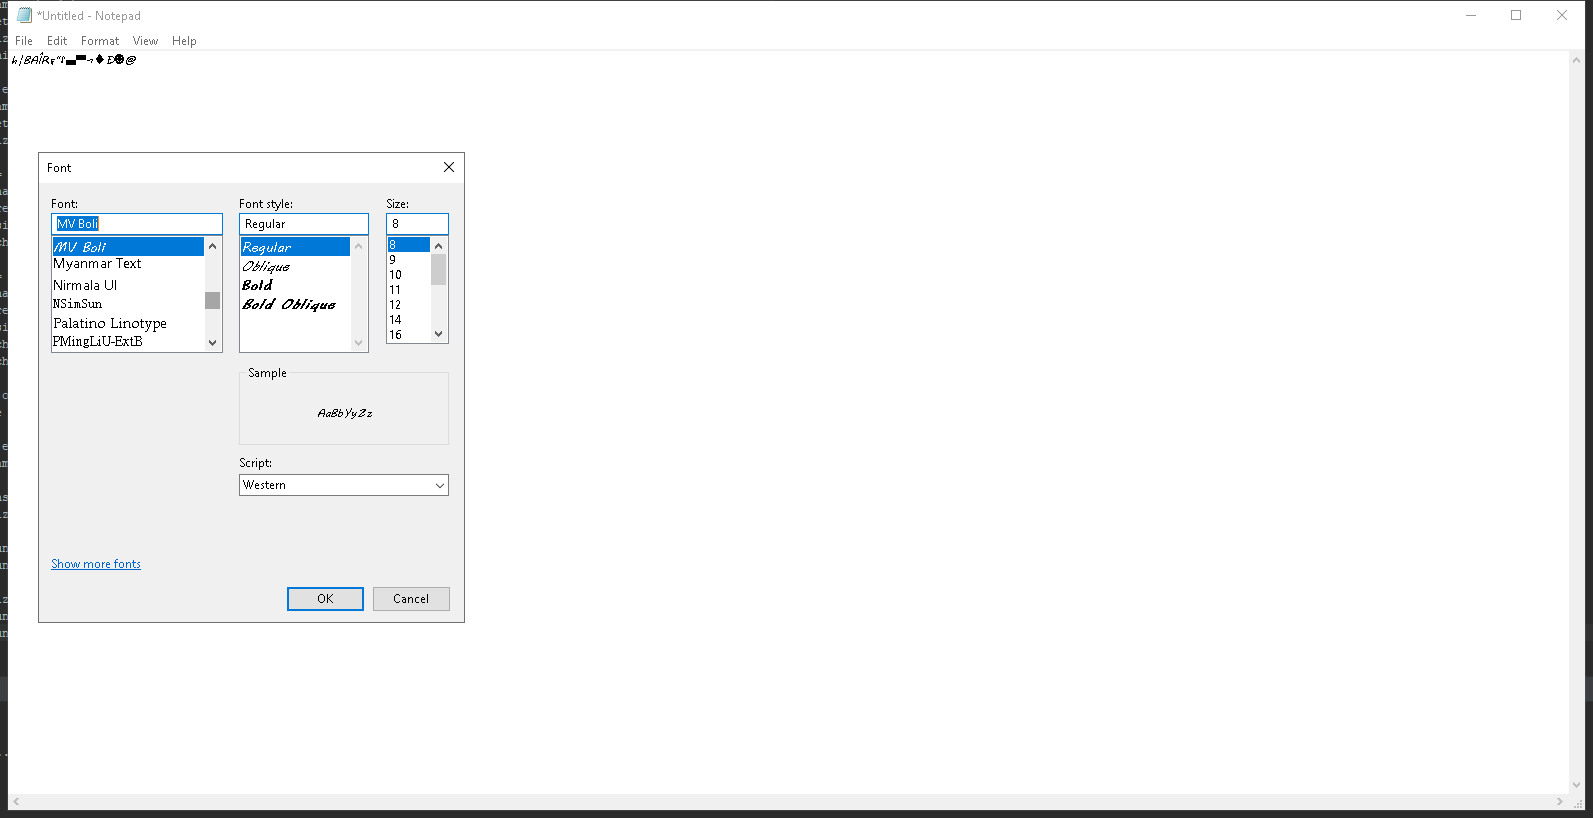 *Untitled - Notepad
File Edit Format View Help
Font
Font: Font style: Size:
MV Boli Regular 8
MV Boli Regular 8
Myanmar Text Oblique 9
Nirmala UI Bold 10
NSimSun Bold Oblique 11
Palatino Linotype 12
PMingLiU-ExtB 14
16
Sample
AaBbYyZz
Script:
Western
Show more fonts
OK Cancel